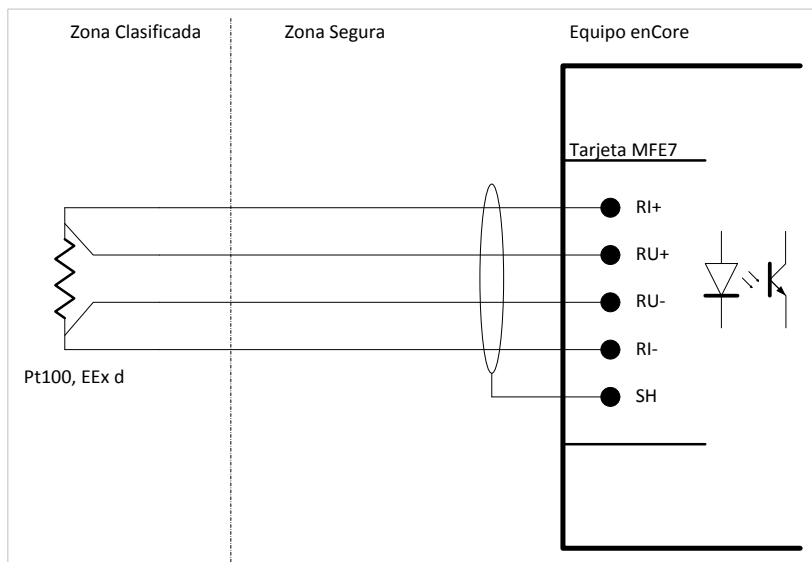 Zona Clasificada
Zona Segura
Equipo enCore
Tarjeta MFE7
RI+
RU+
RU-
RI-
SH
Pt100, EEx d